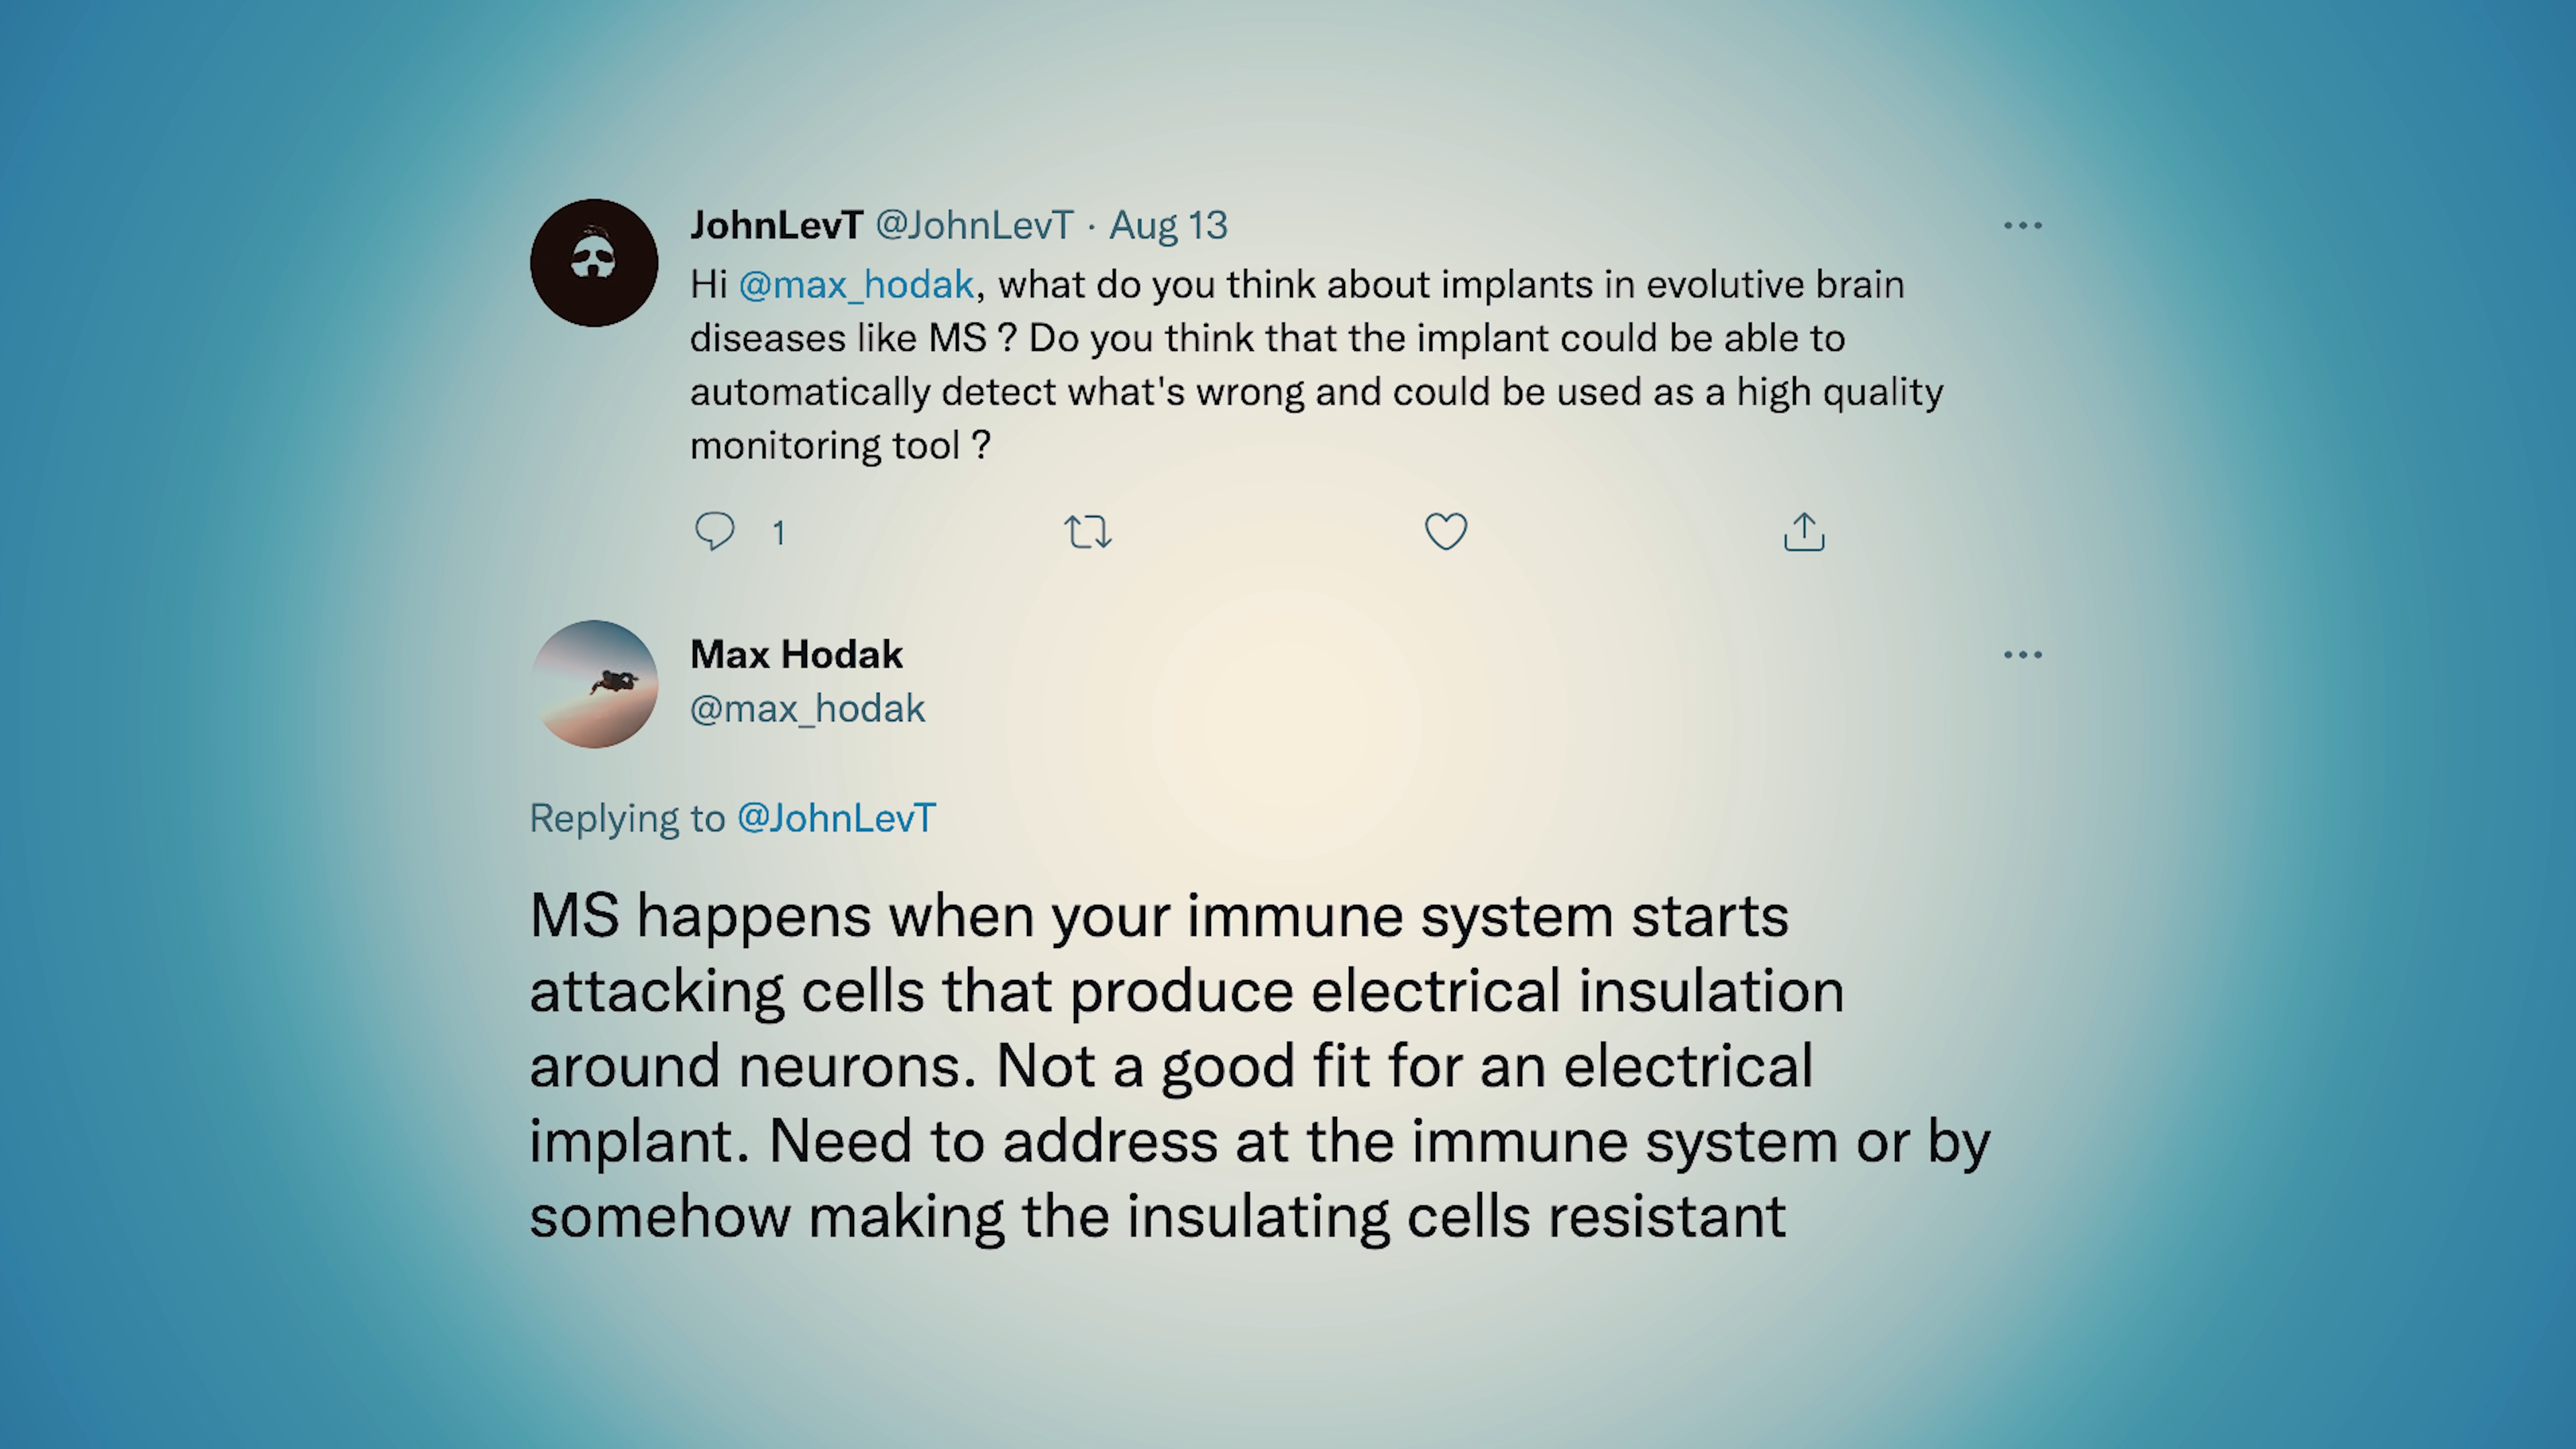 JohnLevT @JohnLevT · Aug 13
Hi @max_hodak, what do you think about implants in evolutive brain
diseases like MS ? Do you think that the implant could be able to
automatically detect what's wrong and could be used as a high quality
monitoring tool ?
1
Max Hodak
@max_hodak
Replying to @JohnLevT
MS happens when your immune system starts
attacking cells that produce electrical insulation
around neurons. Not a good fit for an electrical
implant. Need to address at the immune system or by
somehow making the insulating cells resistant